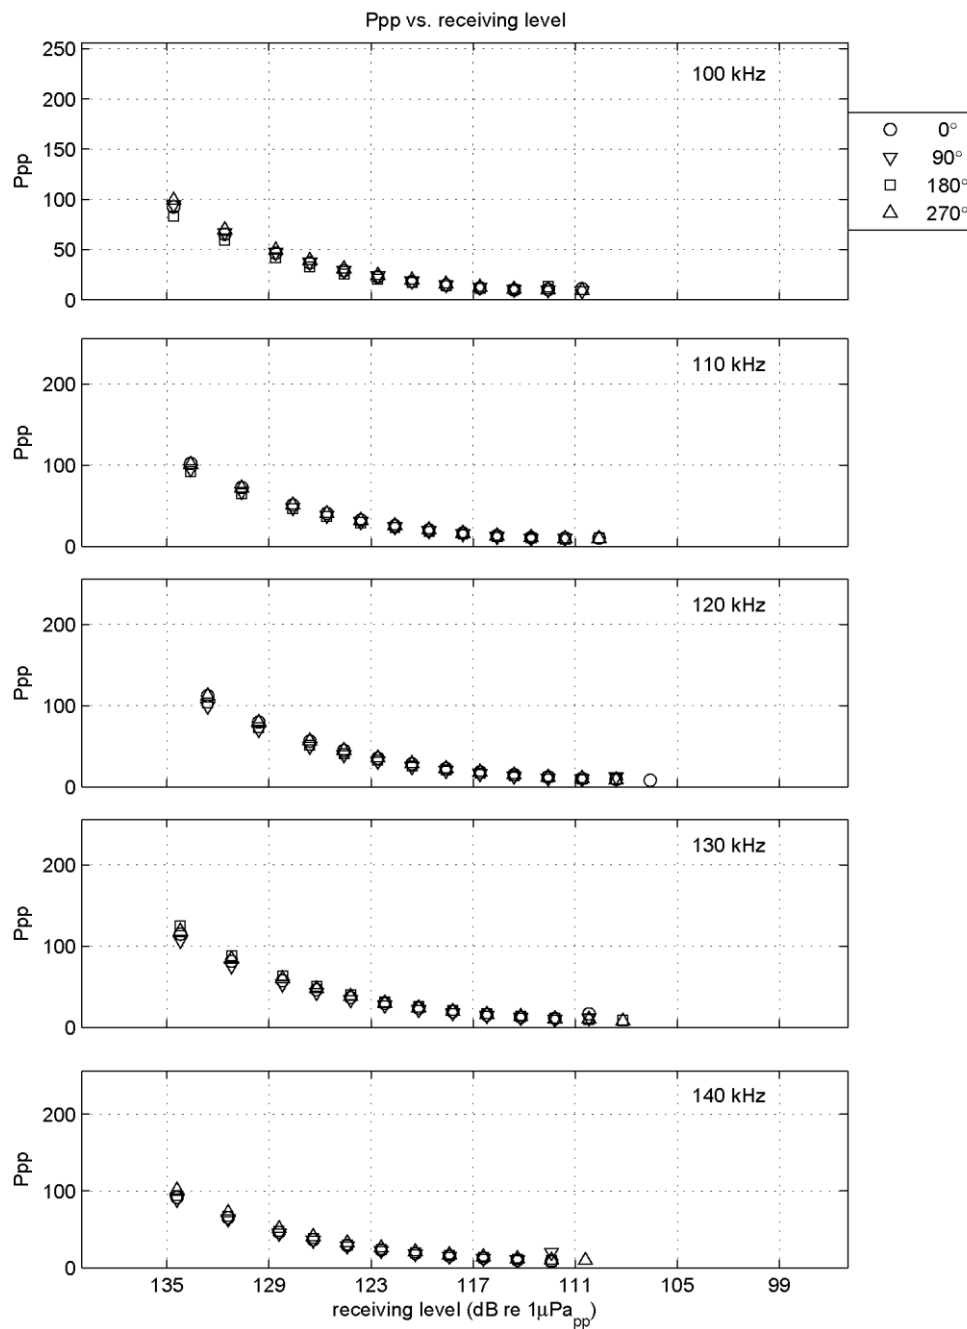 Ppp vs. receiving level
250
200
150
100
50
0
Ppp
100 kHz
0°
90°
180°
270°
200
100
0
Ppp
110 kHz
200
100
0
Ppp
120 kHz
200
100
0
Ppp
130 kHz
200
100
0
Ppp
140 kHz
135 129 123 117 111 105 99
receiving level (dB re 1μPa_pp)